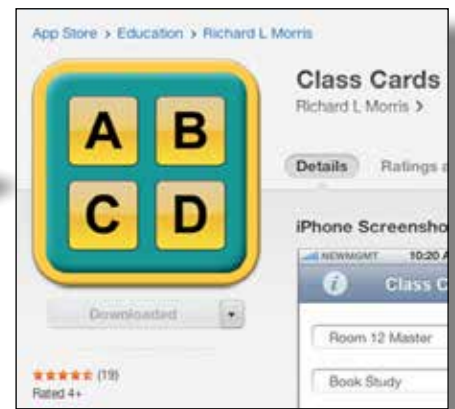 App Store > Education > Richard L Morris
Class Cards
Richard L Morris >
A B
C D
Details Ratings a
iPhone Screensho
NEWMGMT 10:20 A
Class C
Downloaded
Room 12 Master
(19)
Rated 4+
Book Study